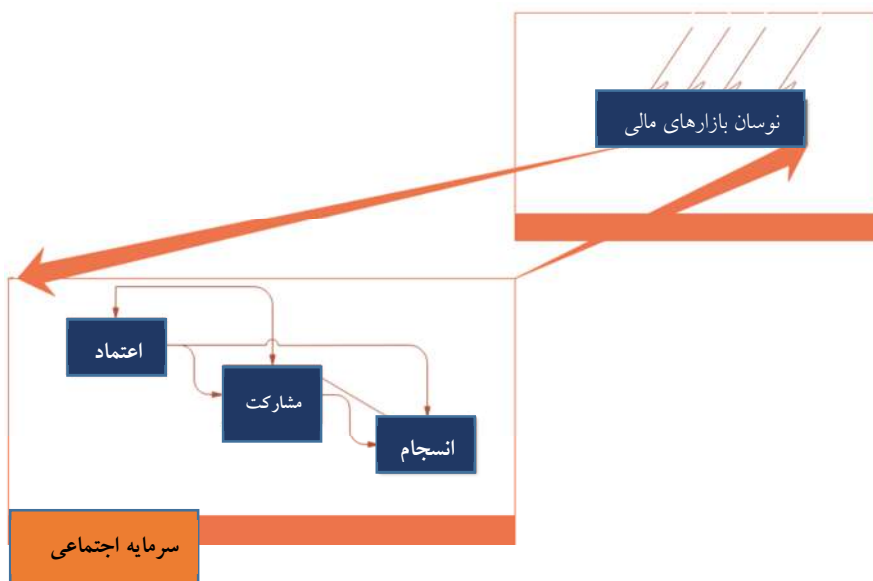 نوسان بازارهای مالی
اعتماد
مشارکت
انسجام
سرمایه اجتماعی